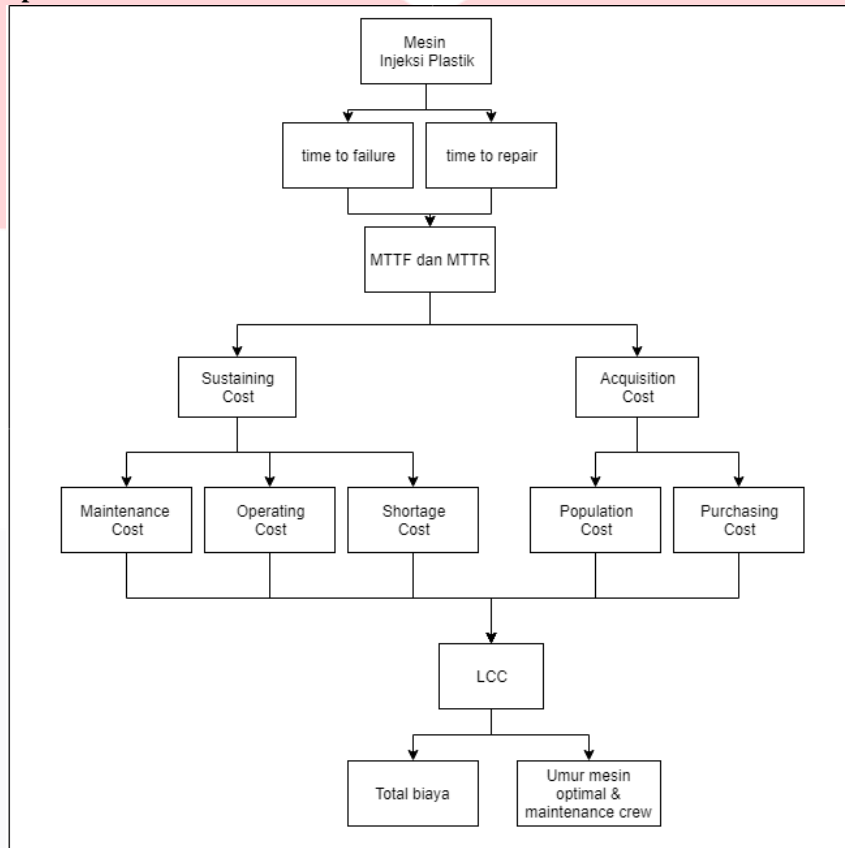 Mesin
Injeksi Plastik
time to failure
time to repair
MTTF dan MTTR
Sustaining
Cost
Acquisition
Cost
Maintenance
Cost
Operating
Cost
Shortage
Cost
Population
Cost
Purchasing
Cost
LCC
Total biaya
Umur mesin
optimal &
maintenance crew